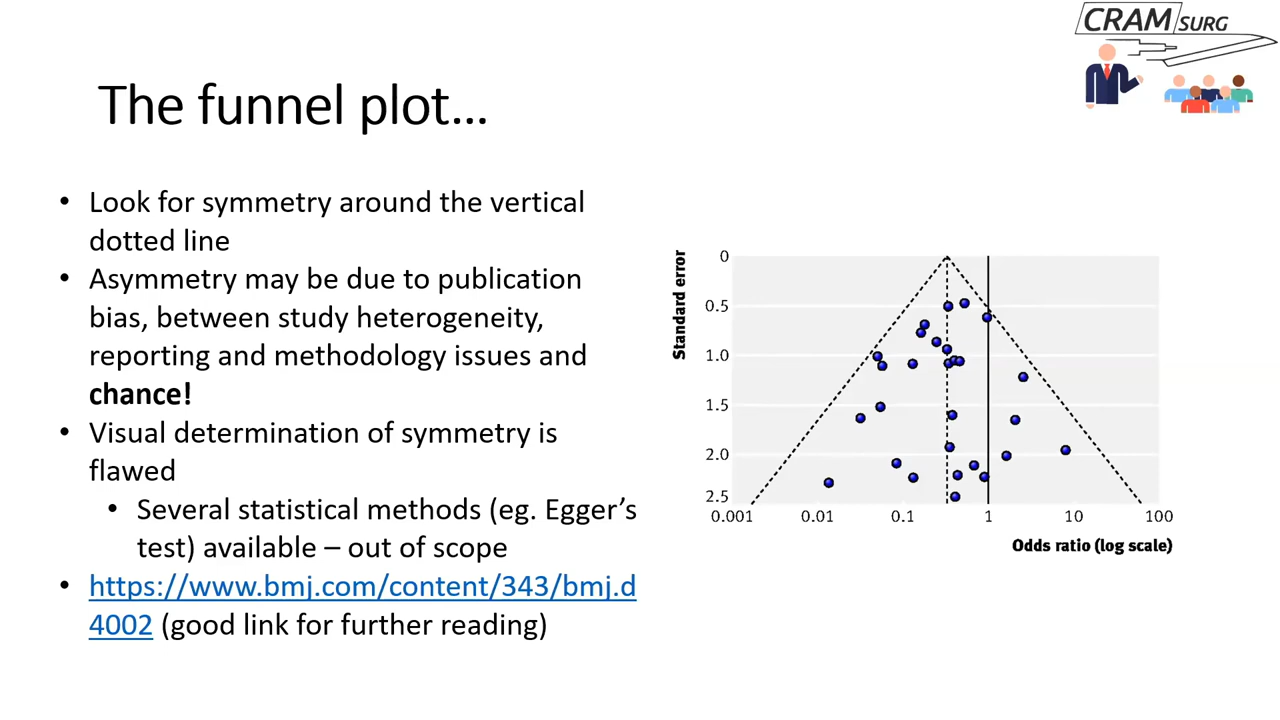 CRAM SURG
The funnel plot...
• Look for symmetry around the vertical
dotted line
• Asymmetry may be due to publication
bias, between study heterogeneity,
reporting and methodology issues and
chance!
• Visual determination of symmetry is
flawed
• Several statistical methods (eg. Egger's
test) available – out of scope
• https://www.bmj.com/content/343/bmj.d
4002 (good link for further reading)
Standard error
0
0.5
1.0
1.5
2.0
2.5
0.001 0.01 0.1 1 10 100
Odds ratio (log scale)